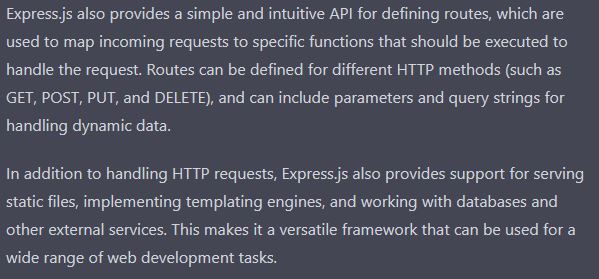 Express.js also provides a simple and intuitive API for defining routes, which are
used to map incoming requests to specific functions that should be executed to
handle the request. Routes can be defined for different HTTP methods (such as
GET, POST, PUT, and DELETE), and can include parameters and query strings for
handling dynamic data.
In addition to handling HTTP requests, Express.js also provides support for serving
static files, implementing templating engines, and working with databases and
other external services. This makes it a versatile framework that can be used for a
wide range of web development tasks.